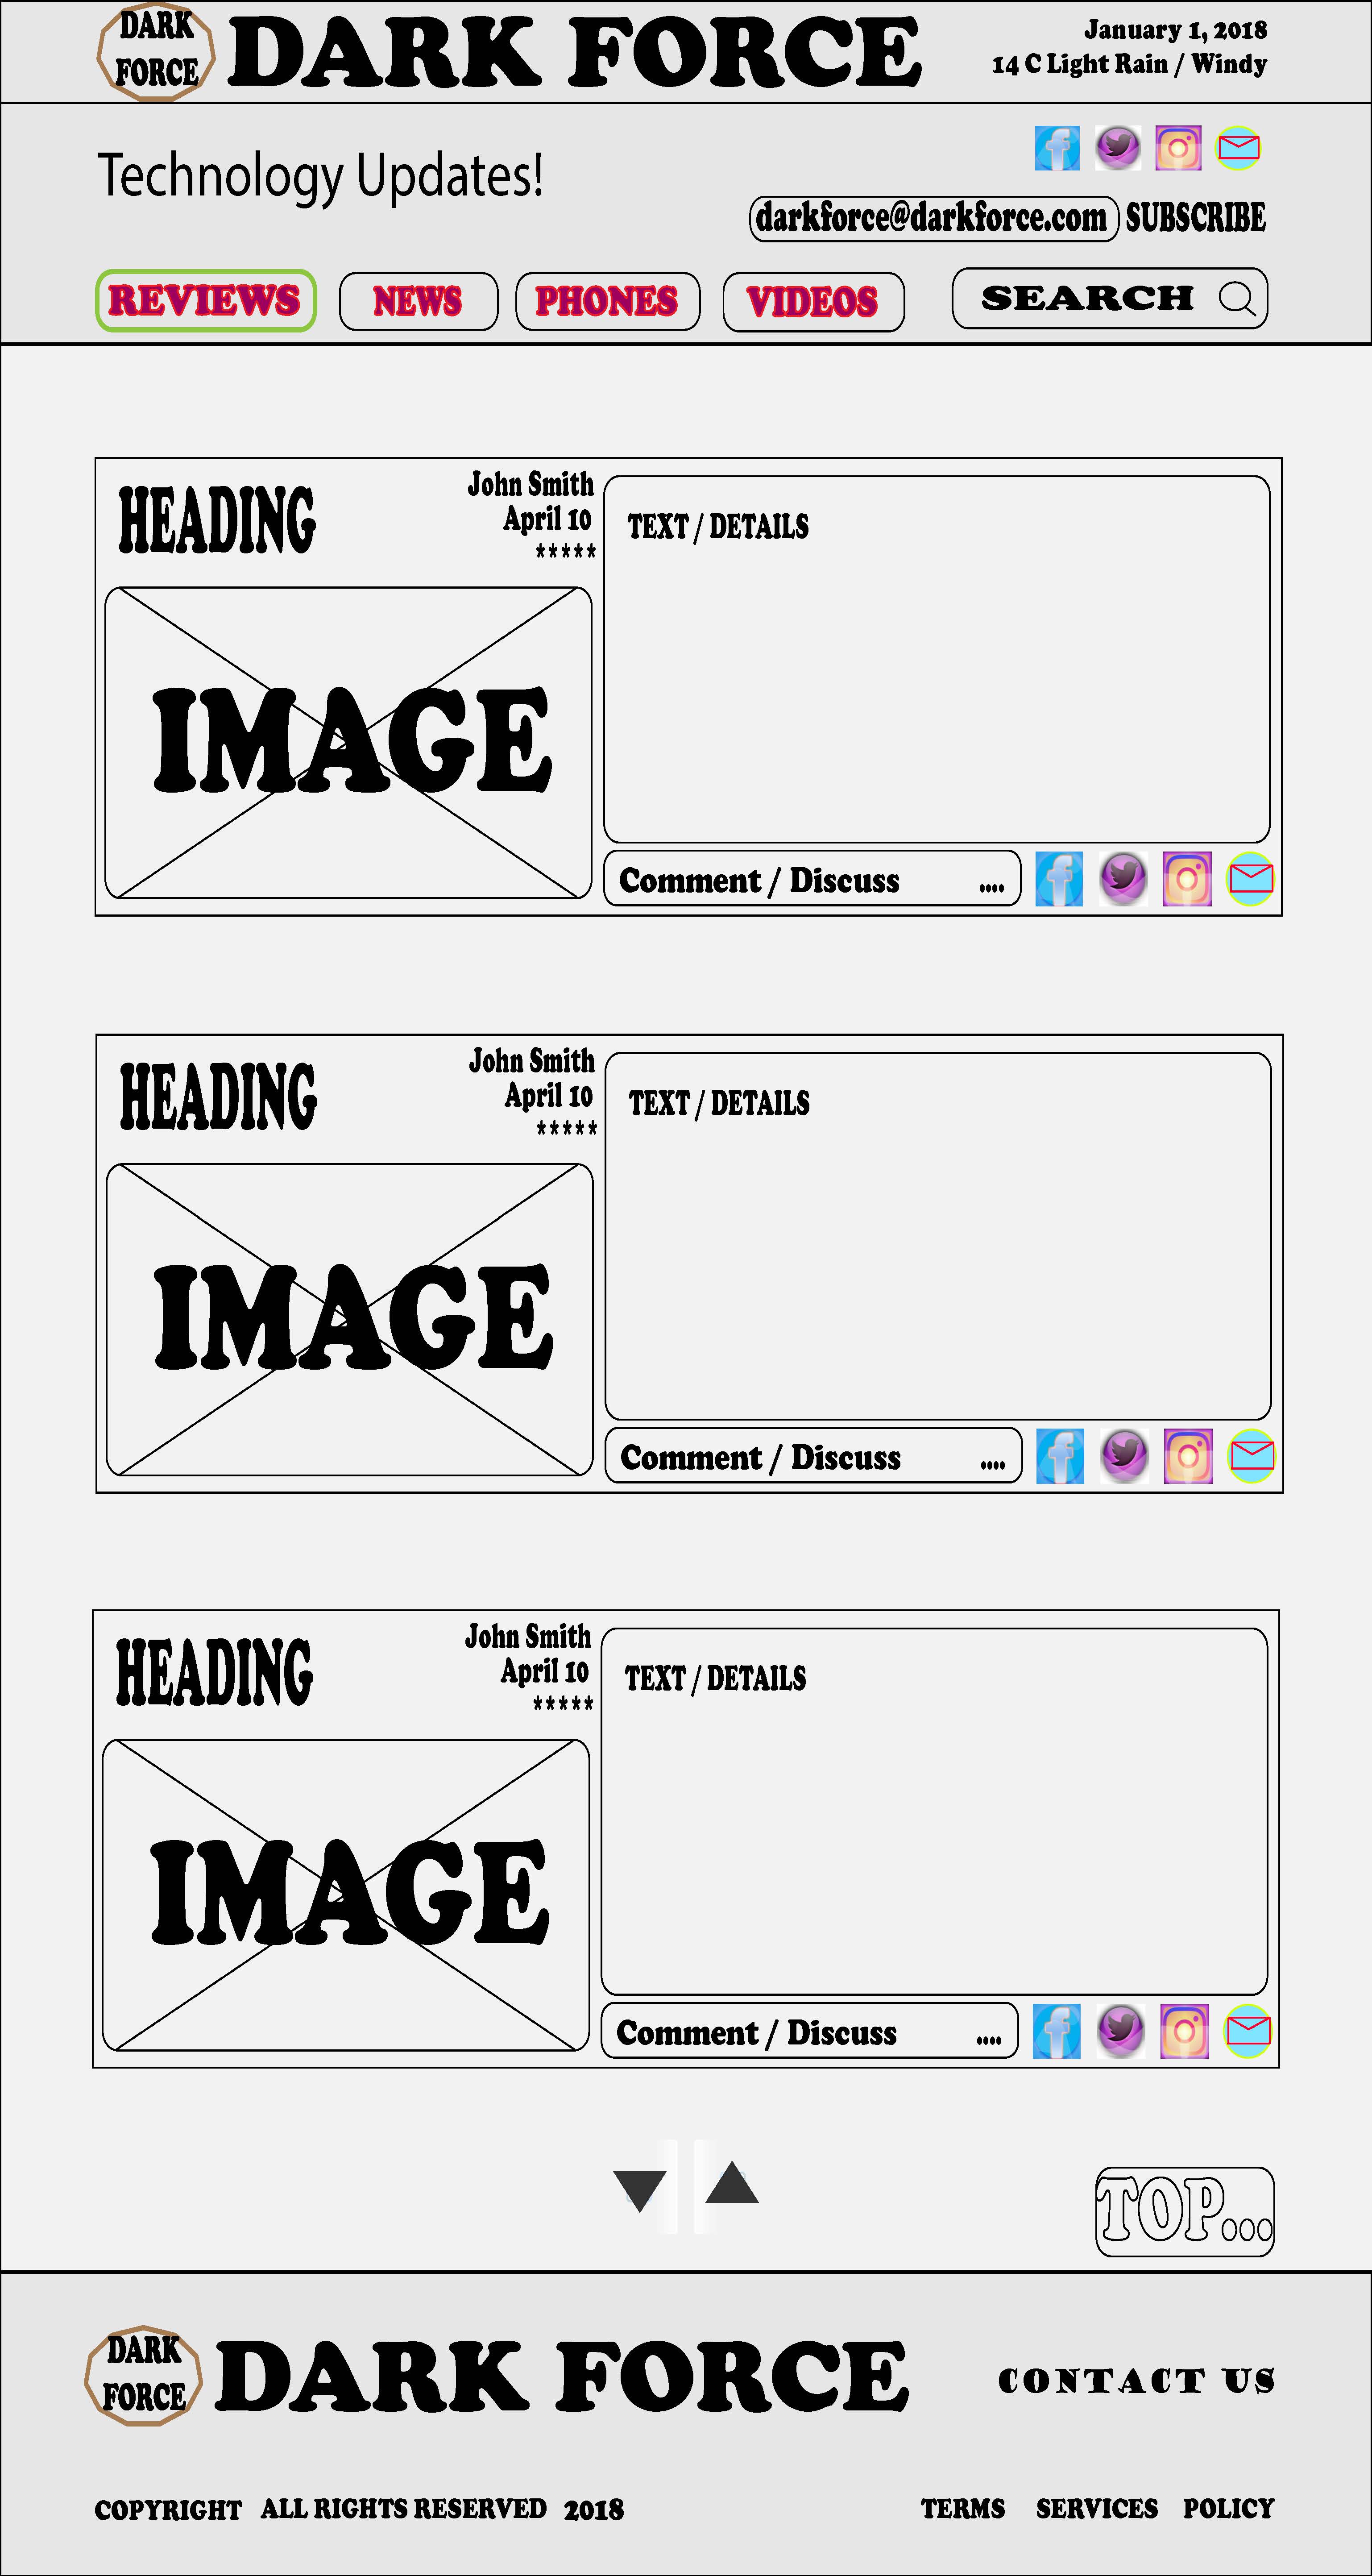 DARK
FORCE
DARK FORCE
January 1, 2018
14 C Light Rain / Windy
Technology Updates!
darkforce@darkforce.com SUBSCRIBE
REVIEWS NEWS PHONES VIDEOS SEARCH
HEADING
John Smith
April 10
*****
TEXT / DETAILS
IMAGE
Comment / Discuss ....
HEADING
John Smith
April 10
*****
TEXT / DETAILS
IMAGE
Comment / Discuss ....
HEADING
John Smith
April 10
*****
TEXT / DETAILS
IMAGE
Comment / Discuss ....
TOP...
DARK
FORCE
DARK FORCE
CONTACT US
COPYRIGHT ALL RIGHTS RESERVED 2018
TERMS SERVICES POLICY